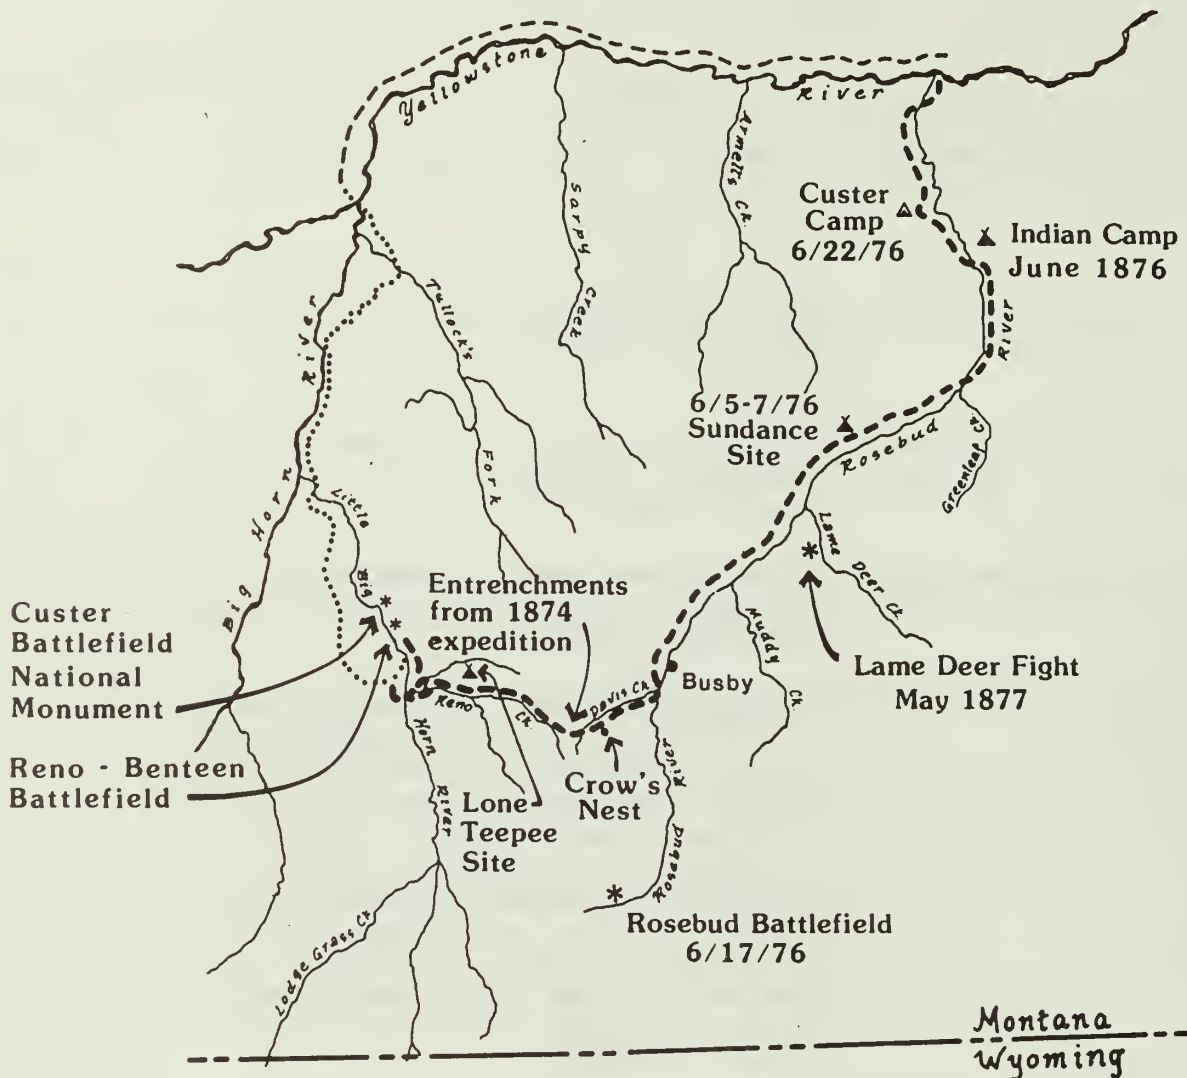 Yellowstone
River
Armell's Ck.
Sarpy Creek
Custer
Camp
6/22/76
Indian Camp
June 1876
River
Tullock's
Fork
River
Big Horn
6/5-7/76
Sundance
Site
Rosebud
Greenleaf Ck.
Little
Big
Horn
River
Lame Deer Ck.
Entrenchments
from 1874
expedition
Muddy
Ck.
Custer
Battlefield
National
Monument
Lame Deer Fight
May 1877
Busby
Davis Ck.
Reno Ck.
Reno - Benteen
Battlefield
Crow's
Nest
Lone
Teepee
Site
River
Rosebud
Rosebud Battlefield
6/17/76
Lodge Grass Ck.
Montana
Wyoming